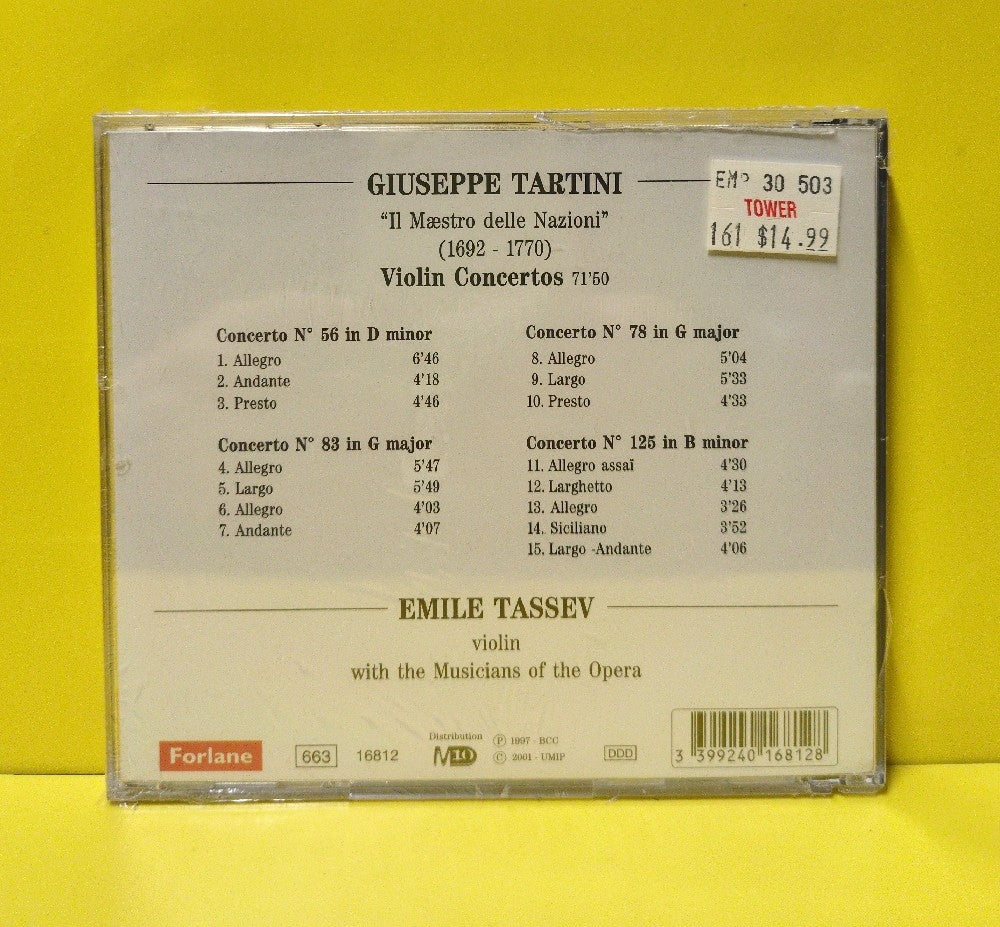 GIUSEPPE TARTINI
"Il Mæstro delle Nazioni"
(1692 - 1770)
Violin Concertos 71'50
EMP 30 503
TOWER
161 $14.99
Concerto N° 56 in D minor
1. Allegro 6'46
2. Andante 4'18
3. Presto 4'46
Concerto N° 83 in G major
4. Allegro 5'47
5. Largo 5'49
6. Allegro 4'03
7. Andante 4'07
Concerto N° 78 in G major
8. Allegro 5'04
9. Largo 5'33
10. Presto 4'33
Concerto N° 125 in B minor
11. Allegro assaï 4'30
12. Larghetto 4'13
13. Allegro 3'26
14. Siciliano 3'52
15. Largo -Andante 4'06
EMILE TASSEV
violin
with the Musicians of the Opera
Forlane
663 16812
Distribution
M10
Ⓟ 1997 - BCC
© 2001 - UMIP
DDD
3 399240 168128